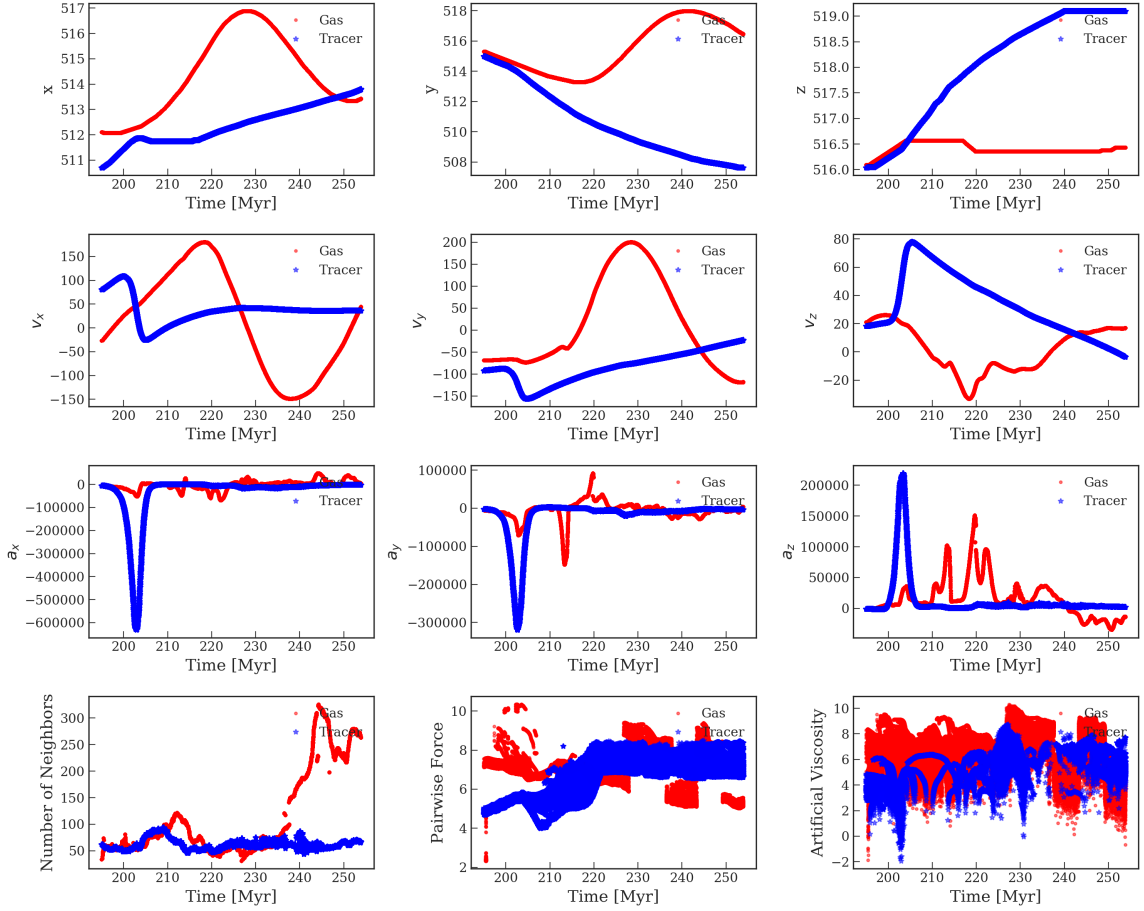 517
516
515
514
513
512
511
x
Gas
Tracer
200 210 220 230 240 250
Time [Myr]
518
516
514
512
510
508
y
Gas
Tracer
200 210 220 230 240 250
Time [Myr]
519.0
518.5
518.0
517.5
517.0
516.5
516.0
z
Gas
Tracer
200 210 220 230 240 250
Time [Myr]
150
100
50
0
−50
−100
−150
vx
Gas
Tracer
200 210 220 230 240 250
Time [Myr]
200
150
100
50
0
−50
−100
−150
vy
Gas
Tracer
200 210 220 230 240 250
Time [Myr]
80
60
40
20
0
−20
vz
Gas
Tracer
200 210 220 230 240 250
Time [Myr]
0
−100000
−200000
−300000
−400000
−500000
−600000
ax
Gas
Tracer
200 210 220 230 240 250
Time [Myr]
100000
0
−100000
−200000
−300000
ay
Gas
Tracer
200 210 220 230 240 250
Time [Myr]
200000
150000
100000
50000
0
az
Gas
Tracer
200 210 220 230 240 250
Time [Myr]
300
250
200
150
100
50
Number of Neighbors
Gas
Tracer
200 210 220 230 240 250
Time [Myr]
10
8
6
4
2
Pairwise Force
Gas
Tracer
200 210 220 230 240 250
Time [Myr]
10
8
6
4
2
0
−2
Artificial Viscosity
Gas
Tracer
200 210 220 230 240 250
Time [Myr]